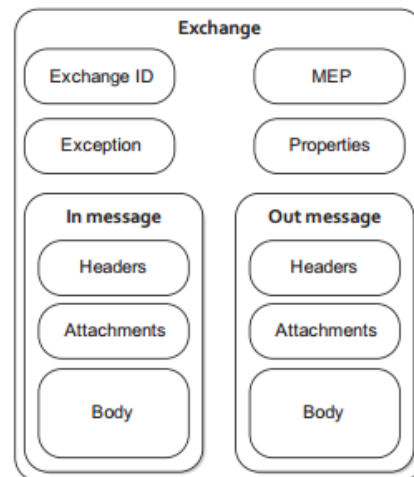 Exchange
Exchange ID
MEP
Exception
Properties
In message
Out message
Headers
Headers
Attachments
Attachments
Body
Body